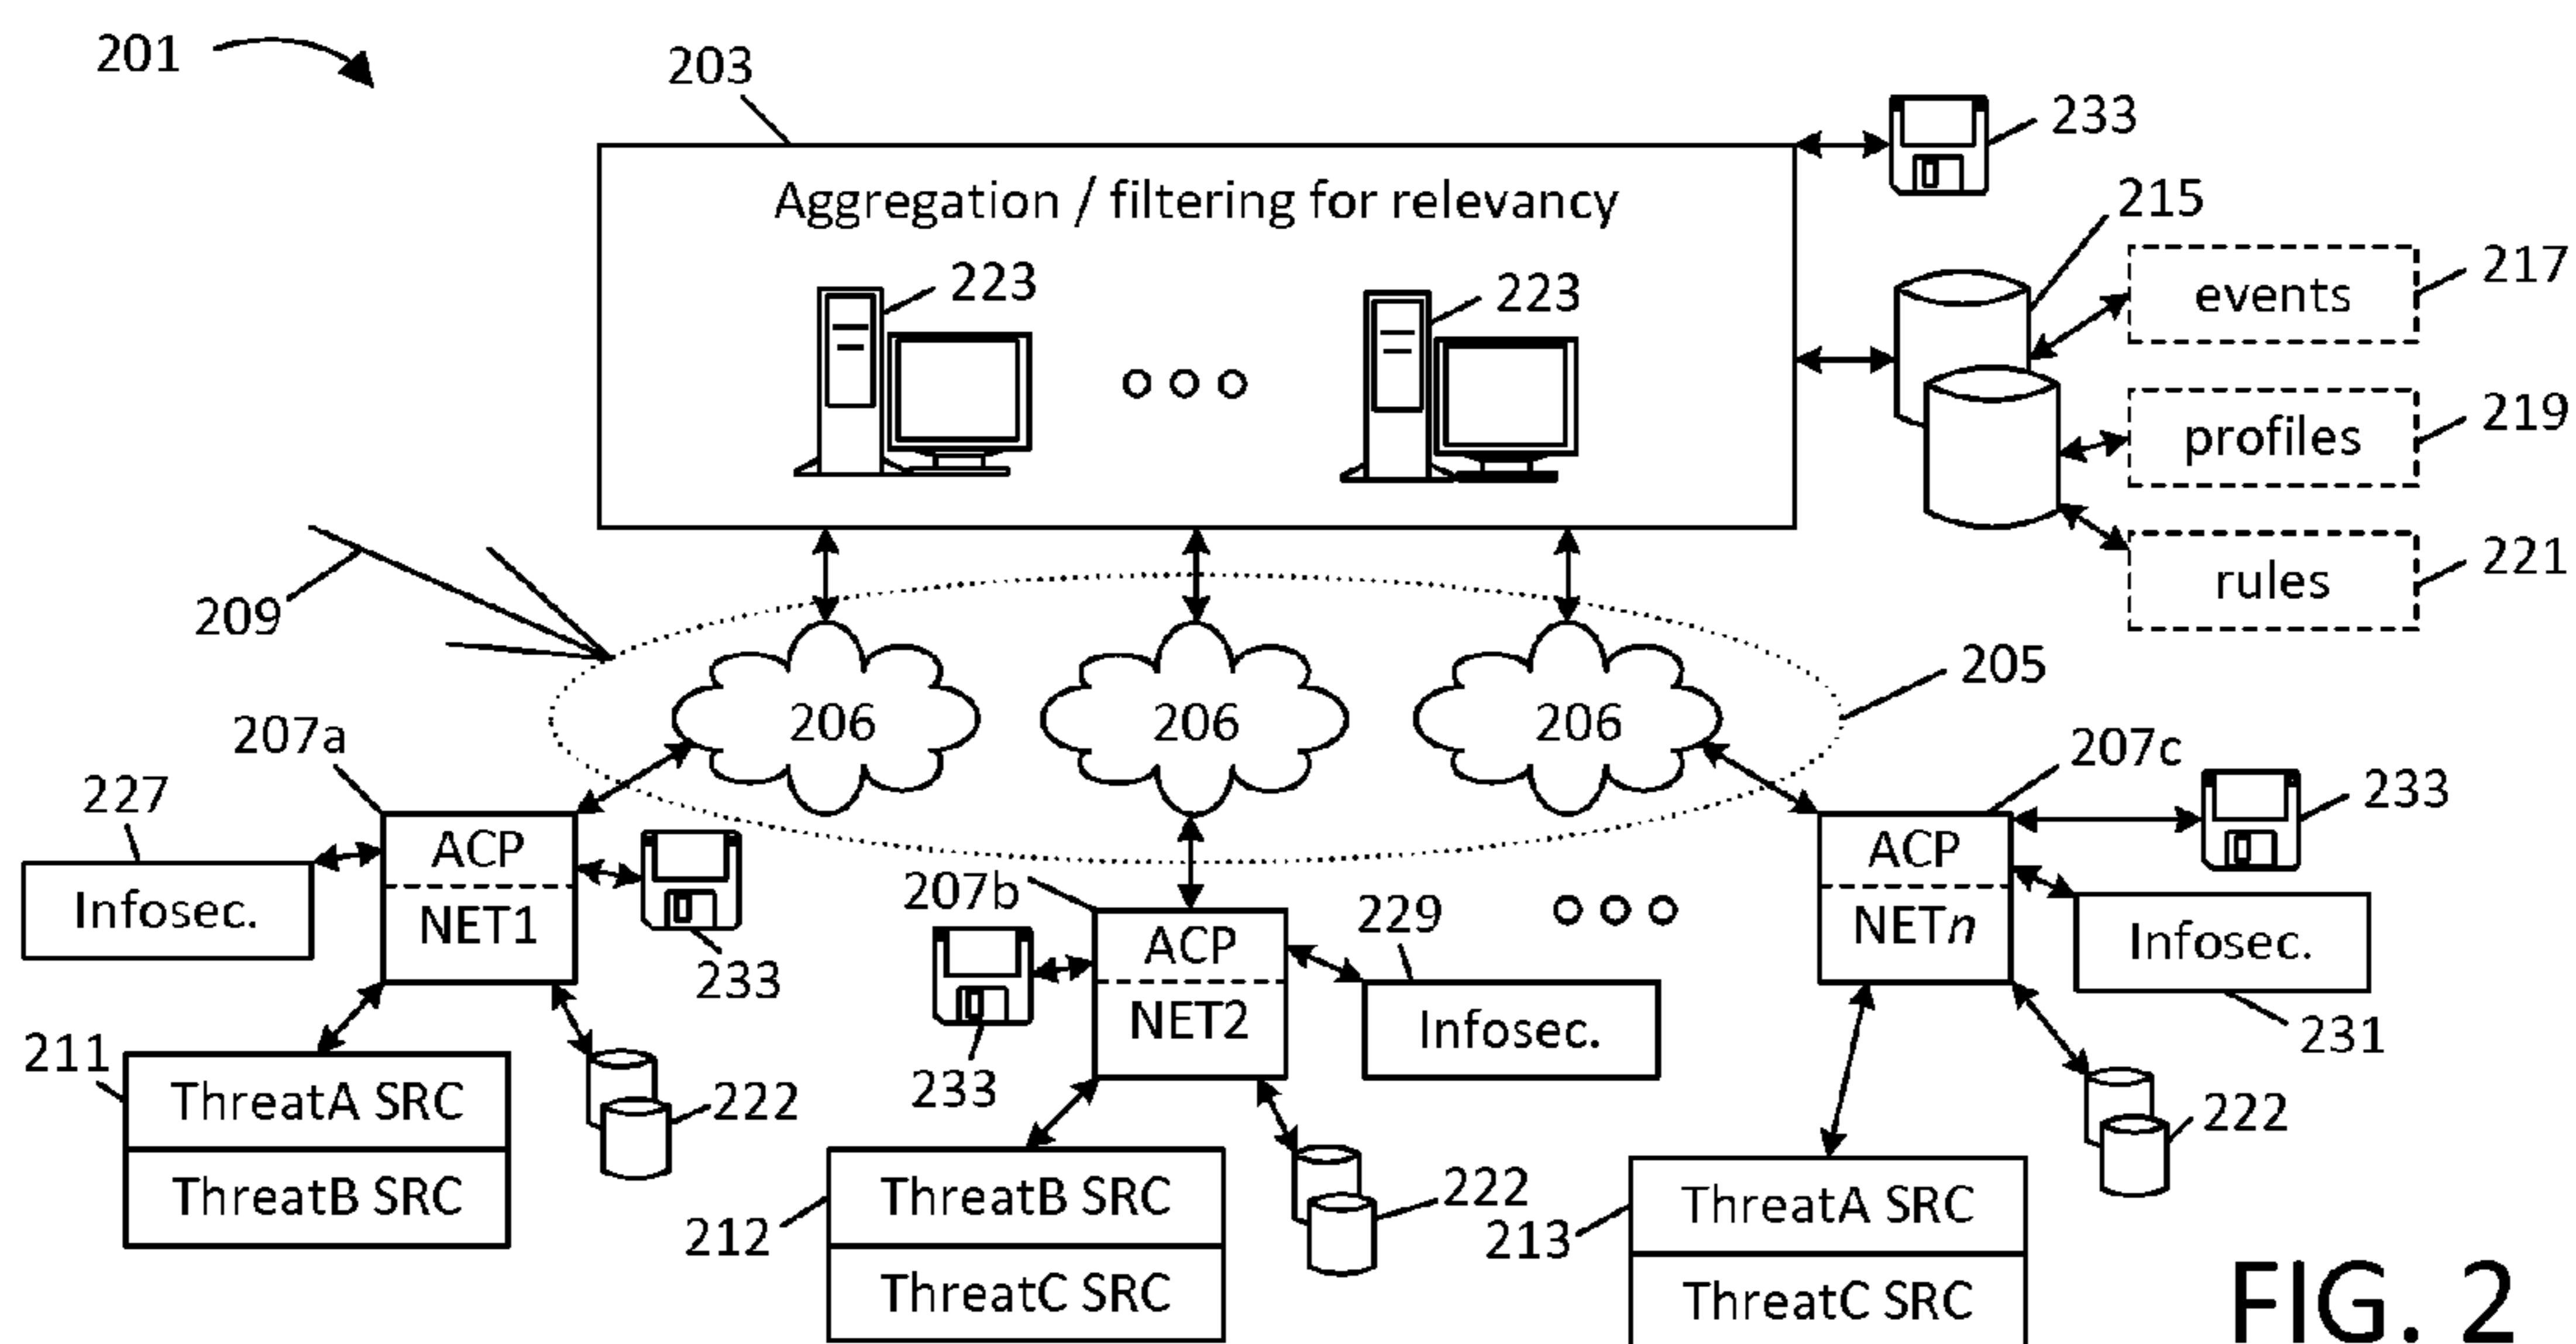 201
203
233
Aggregation / filtering for relevancy
215
217
events
223
223
219
profiles
209
221
rules
205
206
206
206
207a
207c
227
233
ACP
NET1
Infosec.
233
207b
ACP
NET2
229
Infosec.
ACP
NETn
Infosec.
231
233
211
ThreatA SRC
ThreatB SRC
222
212
ThreatB SRC
ThreatC SRC
222
213
ThreatA SRC
ThreatC SRC
222
FIG. 2